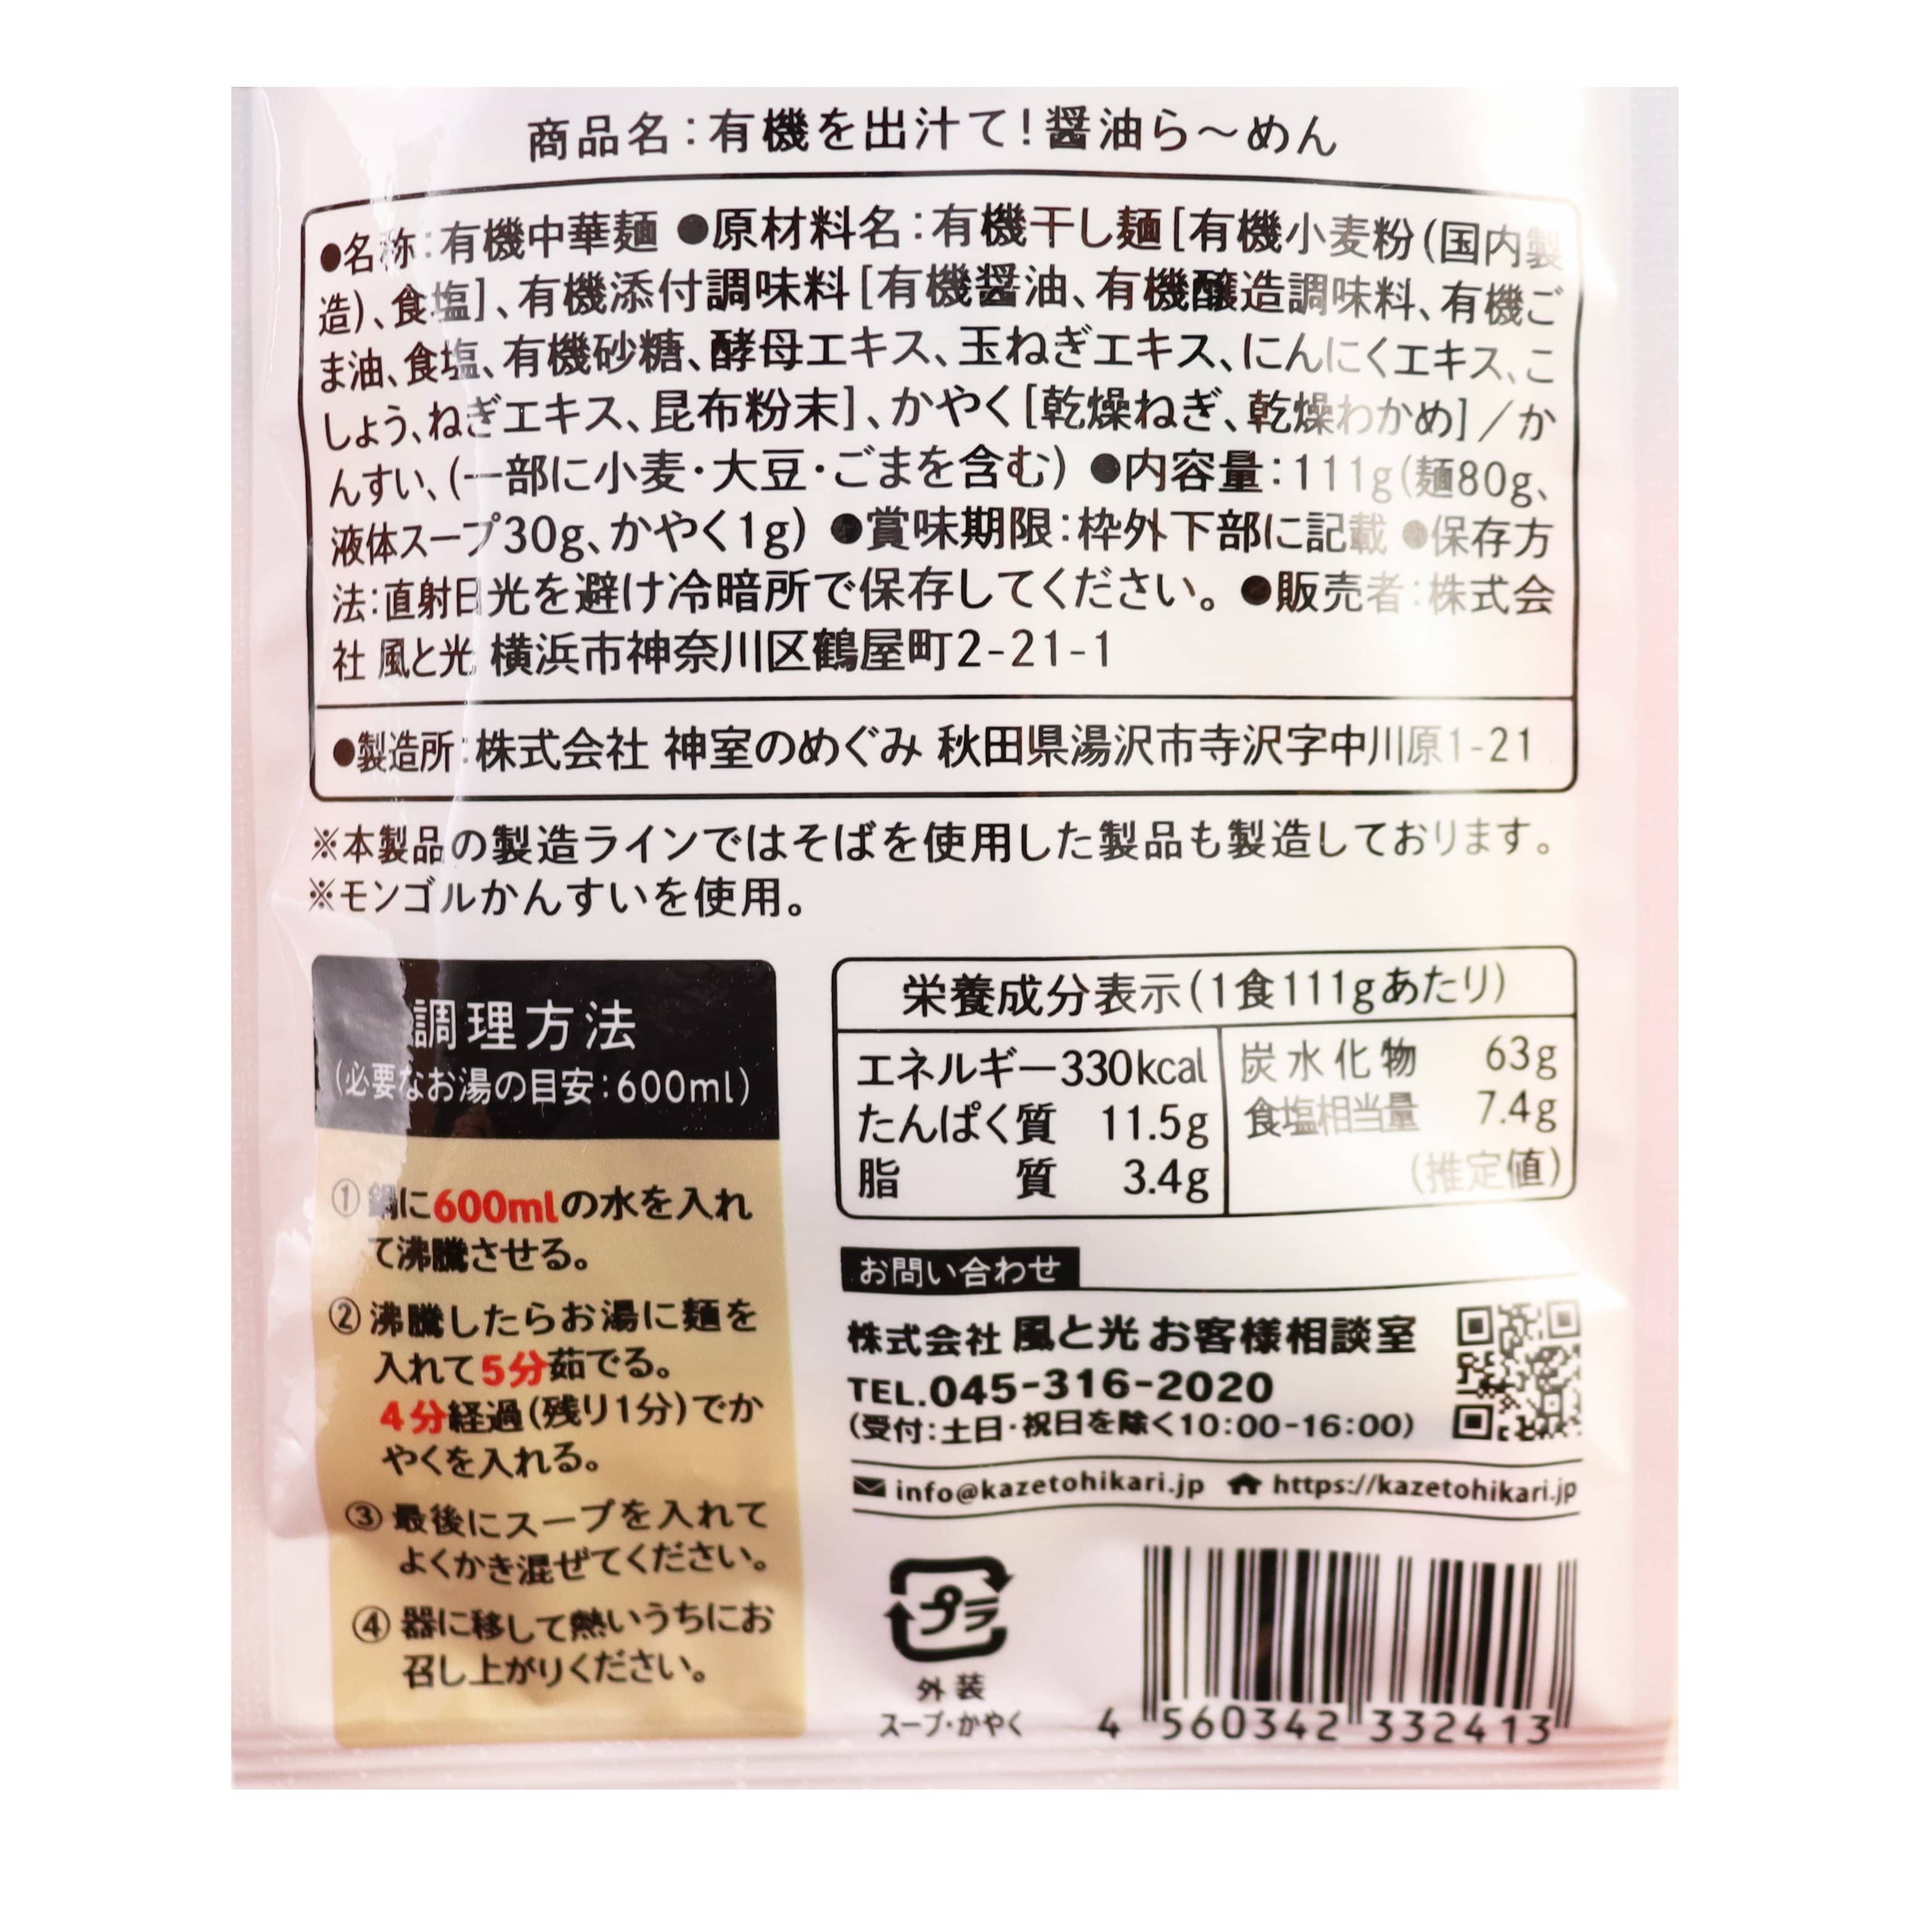 商品名:有機を出汁て!醤油ら〜めん
●名称:有機中華麺 ●原材料名:有機干し麺[有機小麦粉(国内製
造)、食塩]、有機添付調味料[有機醤油、有機醸造調味料、有機ご
ま油、食塩、有機砂糖、酵母エキス、玉ねぎエキス、にんにくエキス、こ
しょう、ねぎエキス、昆布粉末]、かやく[乾燥ねぎ、乾燥わかめ]/か
んすい、(一部に小麦・大豆・ごまを含む) ●内容量:111g(麺80g、
液体スープ30g、かやく1g) ●賞味期限:枠外下部に記載 ●保存方
法:直射日光を避け冷暗所で保存してください。 ●販売者:株式会
社 風と光 横浜市神奈川区鶴屋町2-21-1
●製造所:株式会社 神室のめぐみ 秋田県湯沢市寺沢字中川原1-21
※本製品の製造ラインではそばを使用した製品も製造しております。
※モンゴルかんすいを使用。
調理方法
(必要なお湯の目安:600ml)
① 鍋に600mlの水を入れ
て沸騰させる。
② 沸騰したらお湯に麺を
入れて5分茹でる。
4分経過(残り1分)でか
やくを入れる。
③ 最後にスープを入れて
よくかき混ぜてください。
④ 器に移して熱いうちにお
召し上がりください。
栄養成分表示(1食111gあたり)
エネルギー330kcal 炭水化物 63g
たんぱく質 11.5g 食塩相当量 7.4g
脂質 3.4g (推定値)
お問い合わせ
株式会社 風と光 お客様相談室
TEL.045-316-2020
(受付:土日・祝日を除く10:00-16:00)
info@kazetohikari.jp https://kazetohikari.jp
プラ
外装
スープ・かやく
4 560342 332413